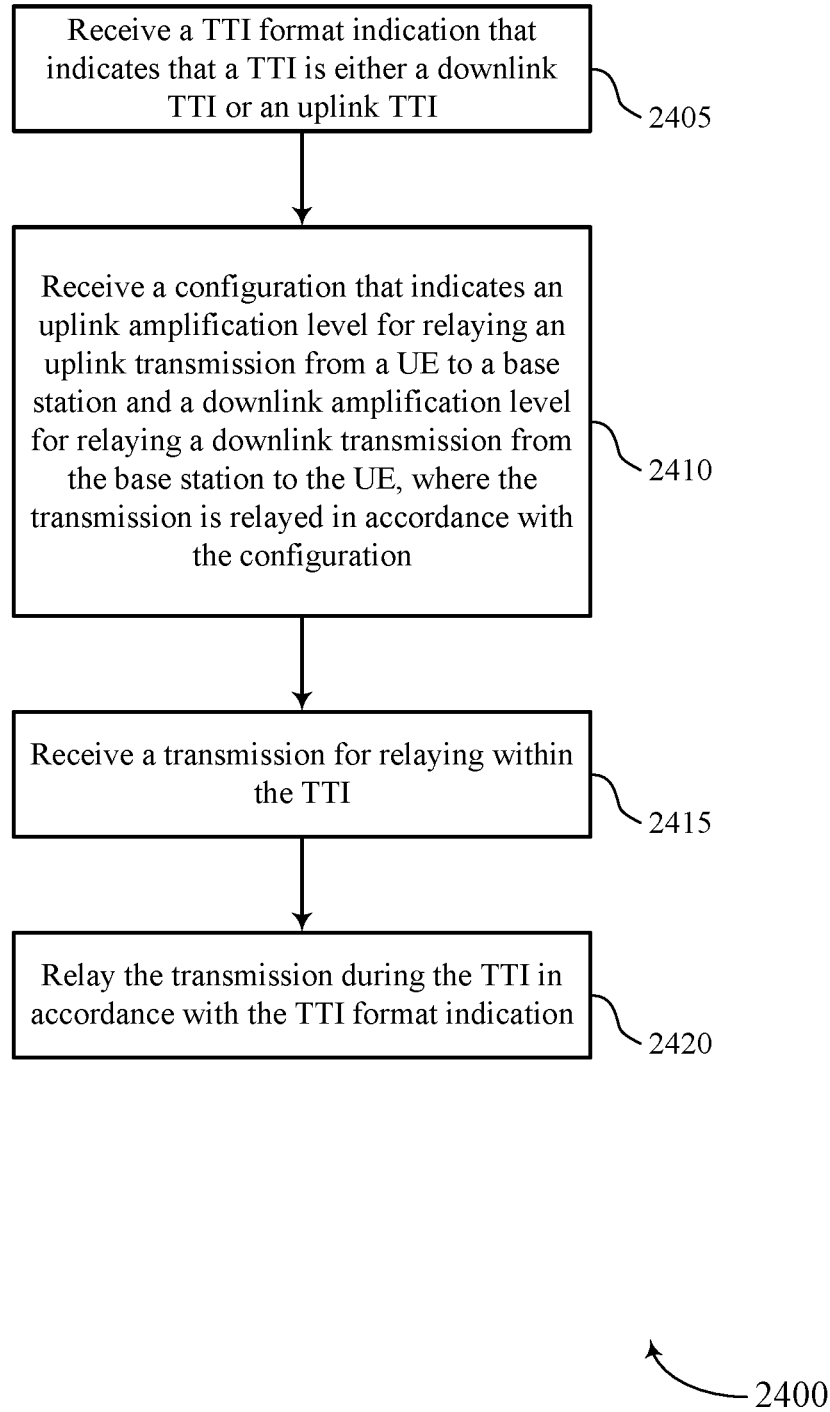 Receive a TTI format indication that
indicates that a TTI is either a downlink
TTI or an uplink TTI
2405
Receive a configuration that indicates an
uplink amplification level for relaying an
uplink transmission from a UE to a base
station and a downlink amplification level
for relaying a downlink transmission from
the base station to the UE, where the
transmission is relayed in accordance with
the configuration
2410
Receive a transmission for relaying within
the TTI
2415
Relay the transmission during the TTI in
accordance with the TTI format indication
2420
2400